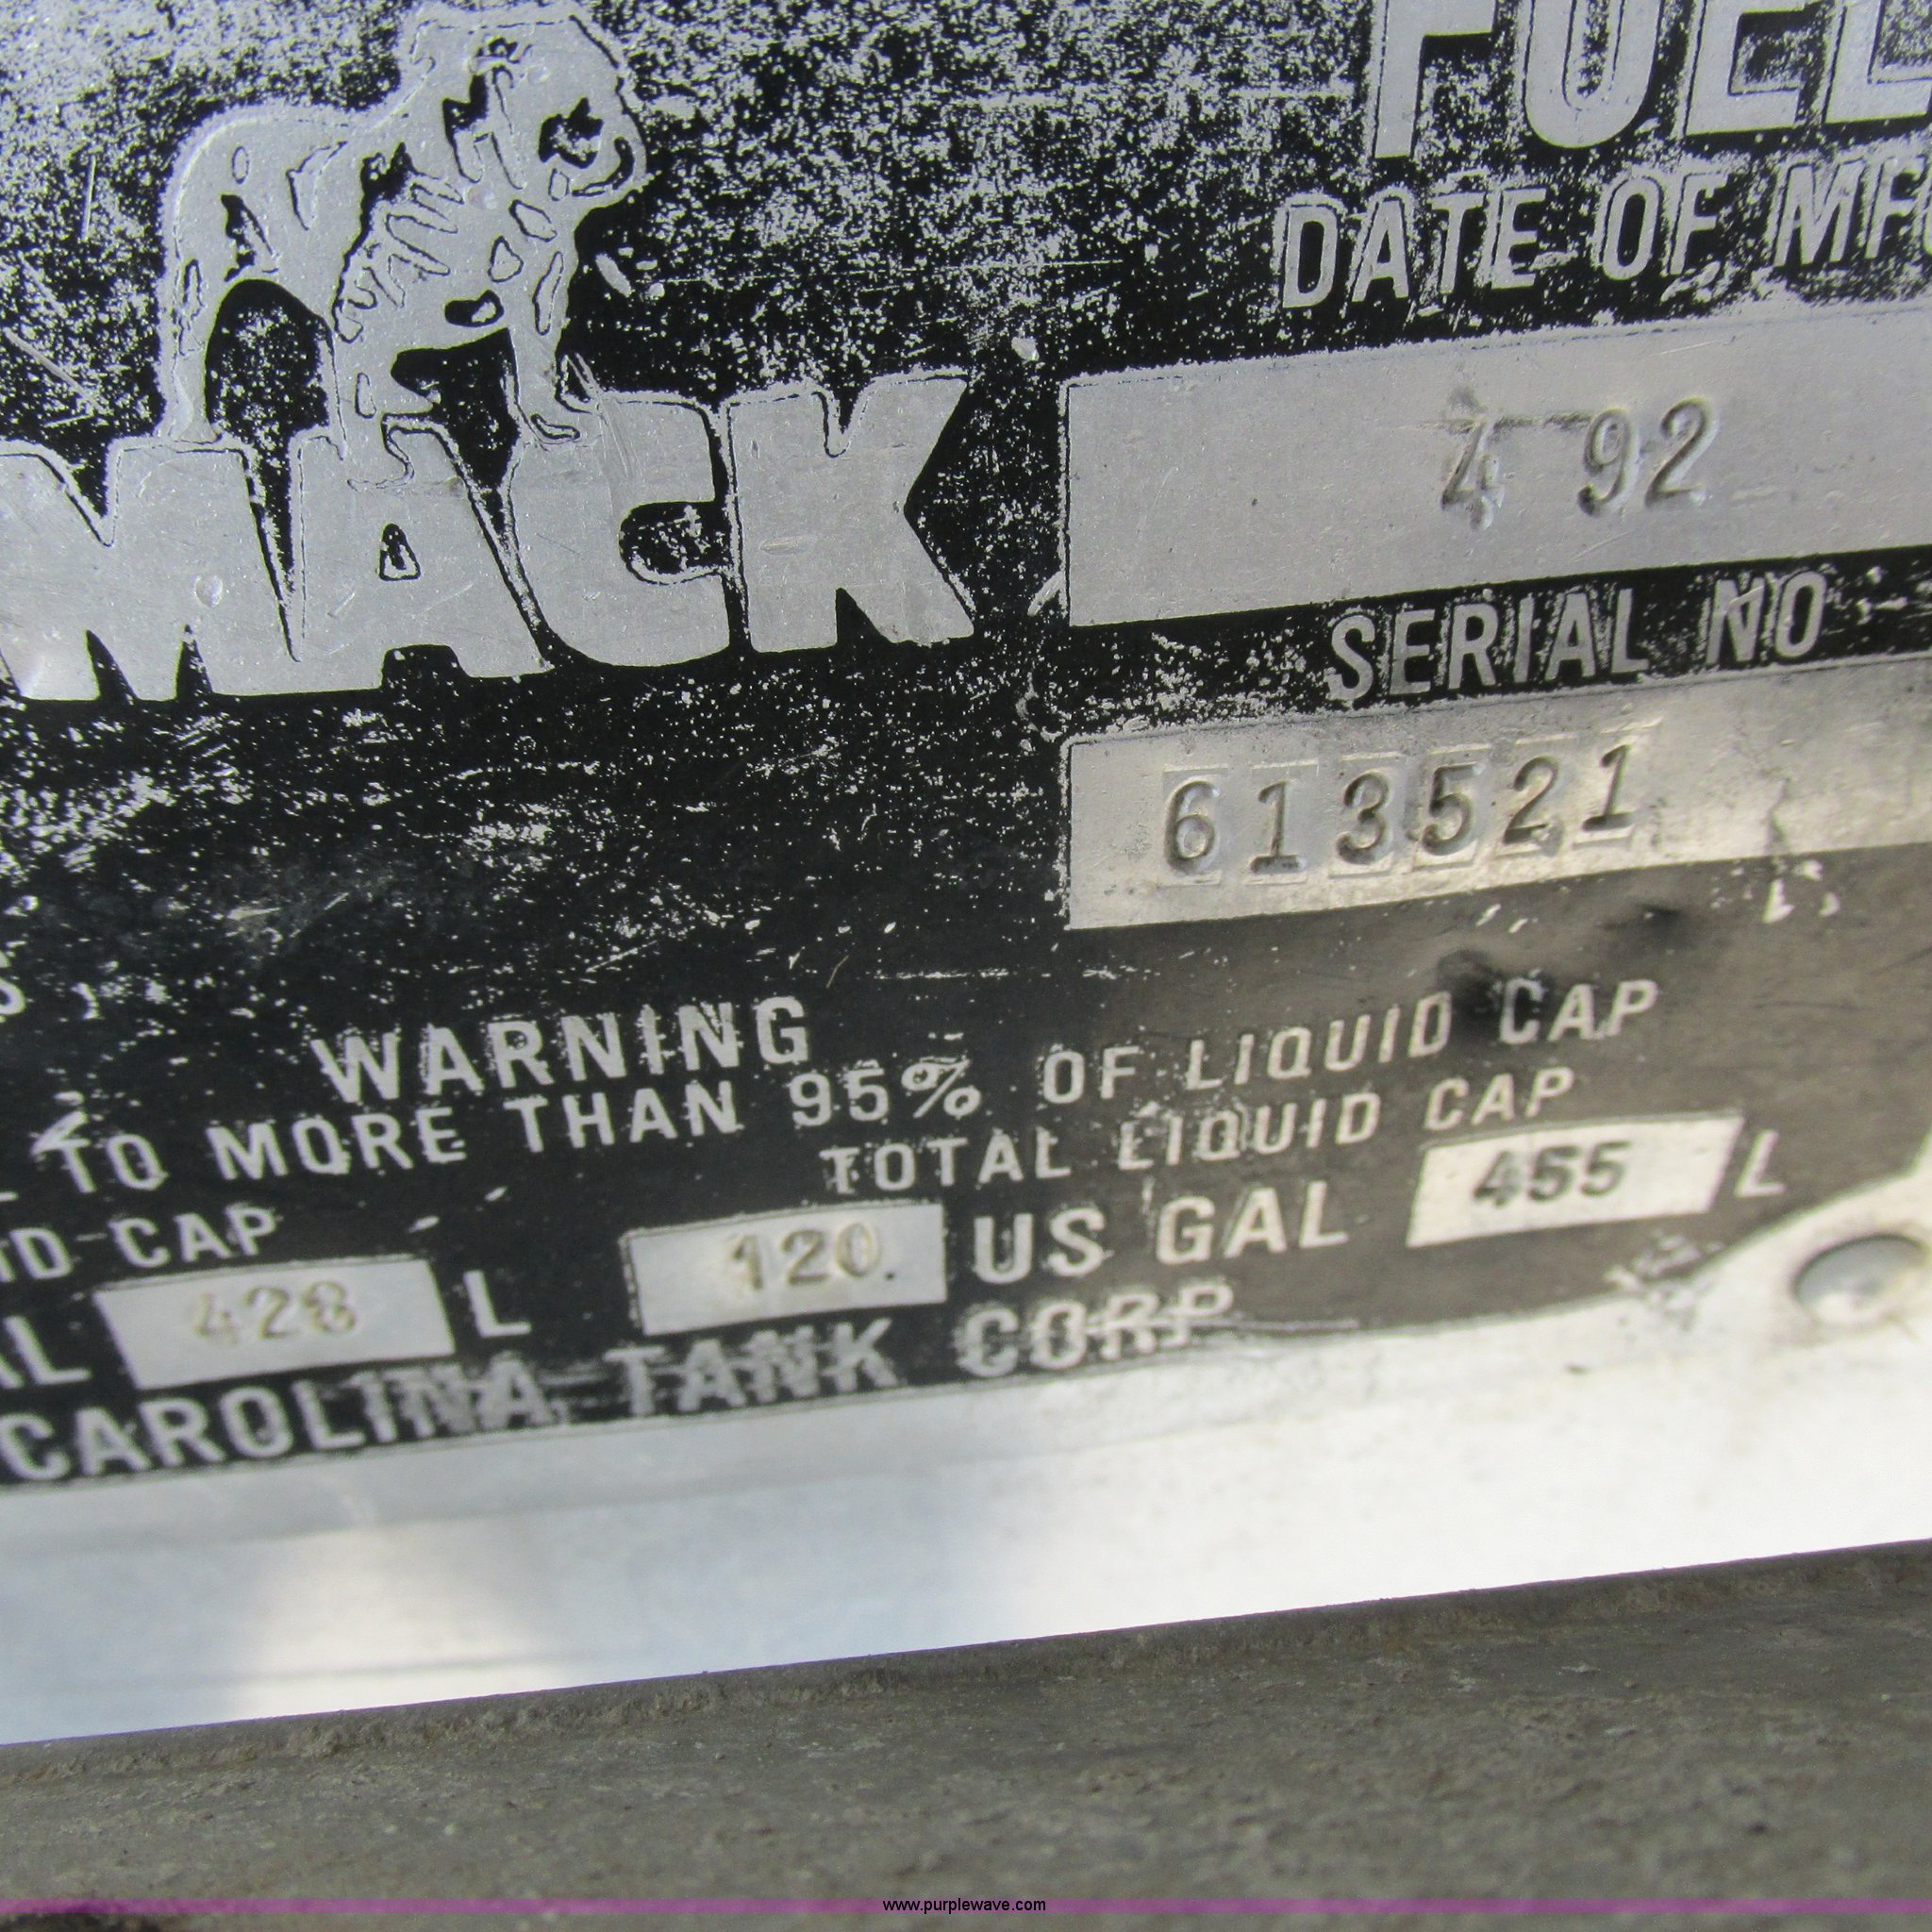 FUEL
DATE OF MFG
MACK
4 92
SERIAL NO
613521
WARNING
TO MORE THAN 95% OF LIQUID CAP
TOTAL LIQUID CAP
CAP
428 L 120 US GAL 455 L
CAROLINA TANK CORP
www.purplewave.com